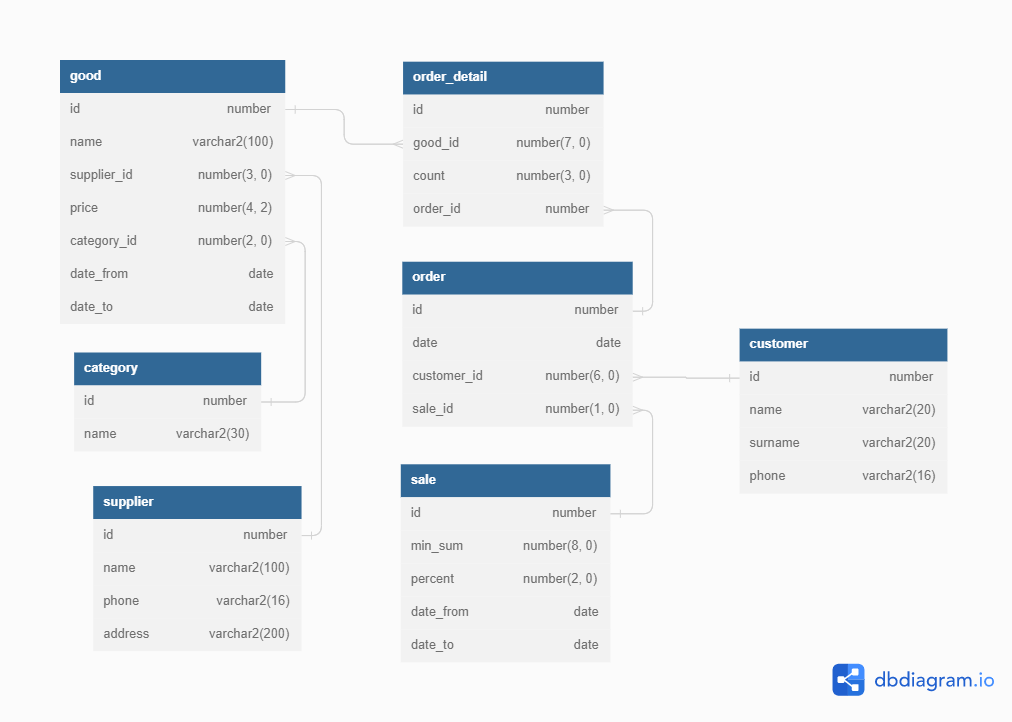 good
id number
name varchar2(100)
supplier_id number(3, 0)
price number(4, 2)
category_id number(2, 0)
date_from date
date_to date
category
id number
name varchar2(30)
supplier
id number
name varchar2(100)
phone varchar2(16)
address varchar2(200)
order_detail
id number
good_id number(7, 0)
count number(3, 0)
order_id number
order
id number
date date
customer_id number(6, 0)
sale_id number(1, 0)
sale
id number
min_sum number(8, 0)
percent number(2, 0)
date_from date
date_to date
customer
id number
name varchar2(20)
surname varchar2(20)
phone varchar2(16)
dbdiagram.io